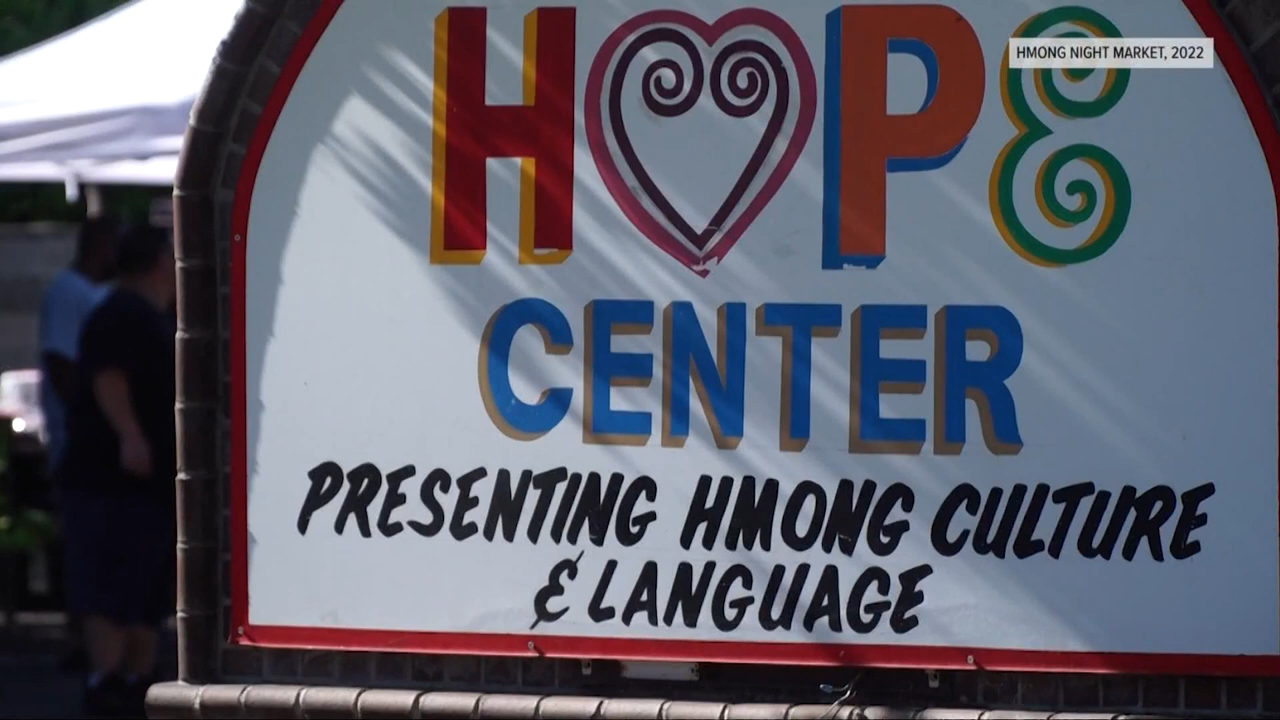 HMONG NIGHT MARKET, 2022
HOPE
CENTER
PRESENTING HMONG CULTURE
& LANGUAGE